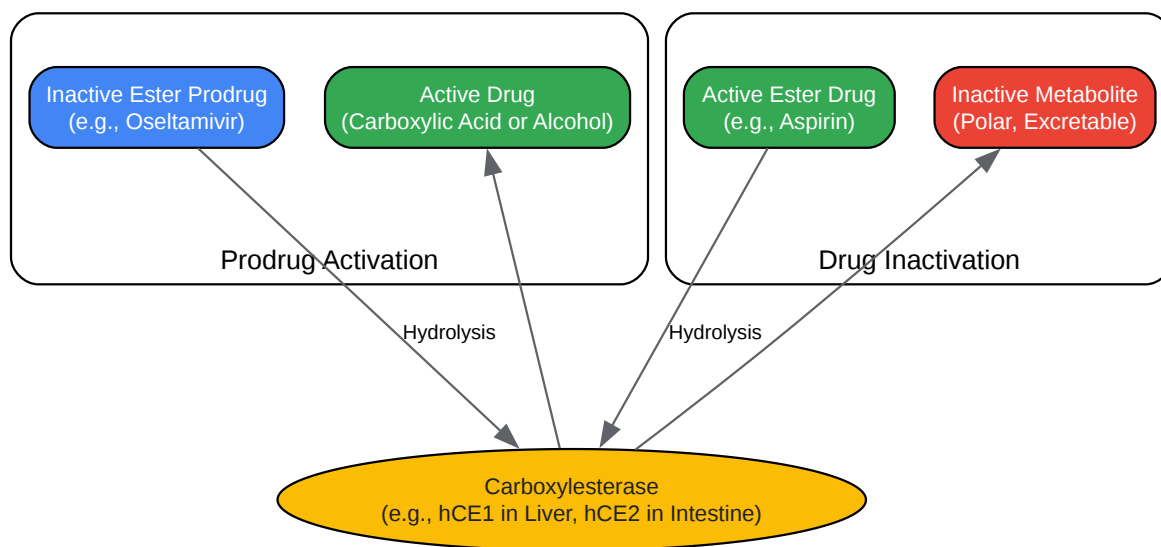 Inactive Ester Prodrug
(e.g., Oseltamivir)
Active Drug
(Carboxylic Acid or Alcohol)
Prodrug Activation
Active Ester Drug
(e.g., Aspirin)
Inactive Metabolite
(Polar, Excretable)
Drug Inactivation
Hydrolysis
Hydrolysis
Carboxylesterase
(e.g., hCE1 in Liver, hCE2 in Intestine)